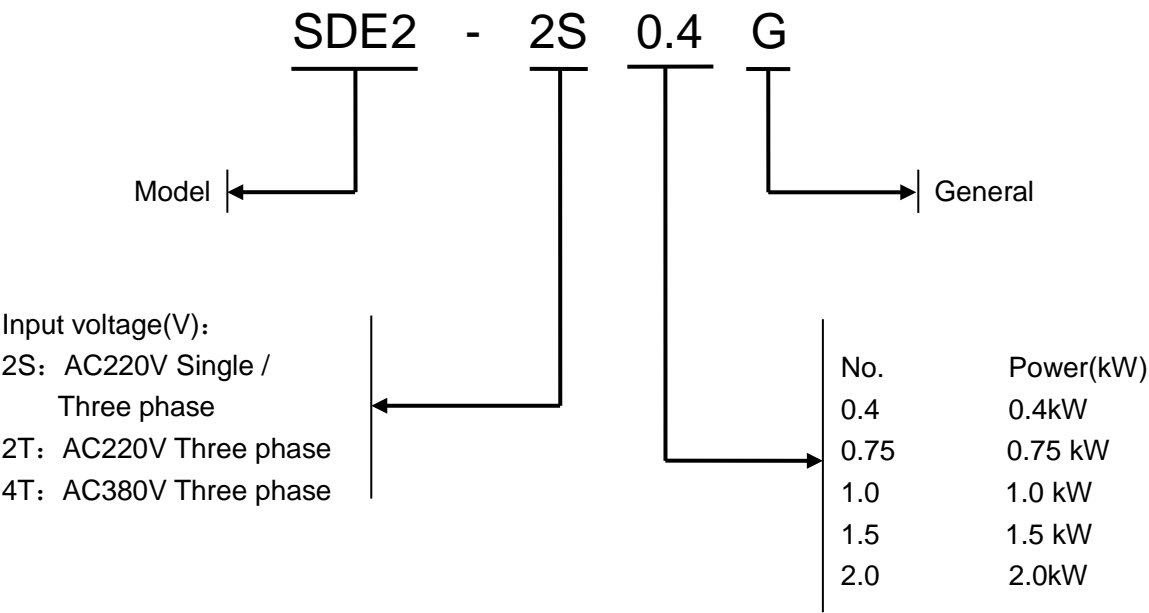 SDE2 - 2S 0.4 G
Model
General
Input voltage(V)：
2S：AC220V Single /
Three phase
2T：AC220V Three phase
4T：AC380V Three phase
No. Power(kW)
0.4 0.4kW
0.75 0.75 kW
1.0 1.0 kW
1.5 1.5 kW
2.0 2.0kW